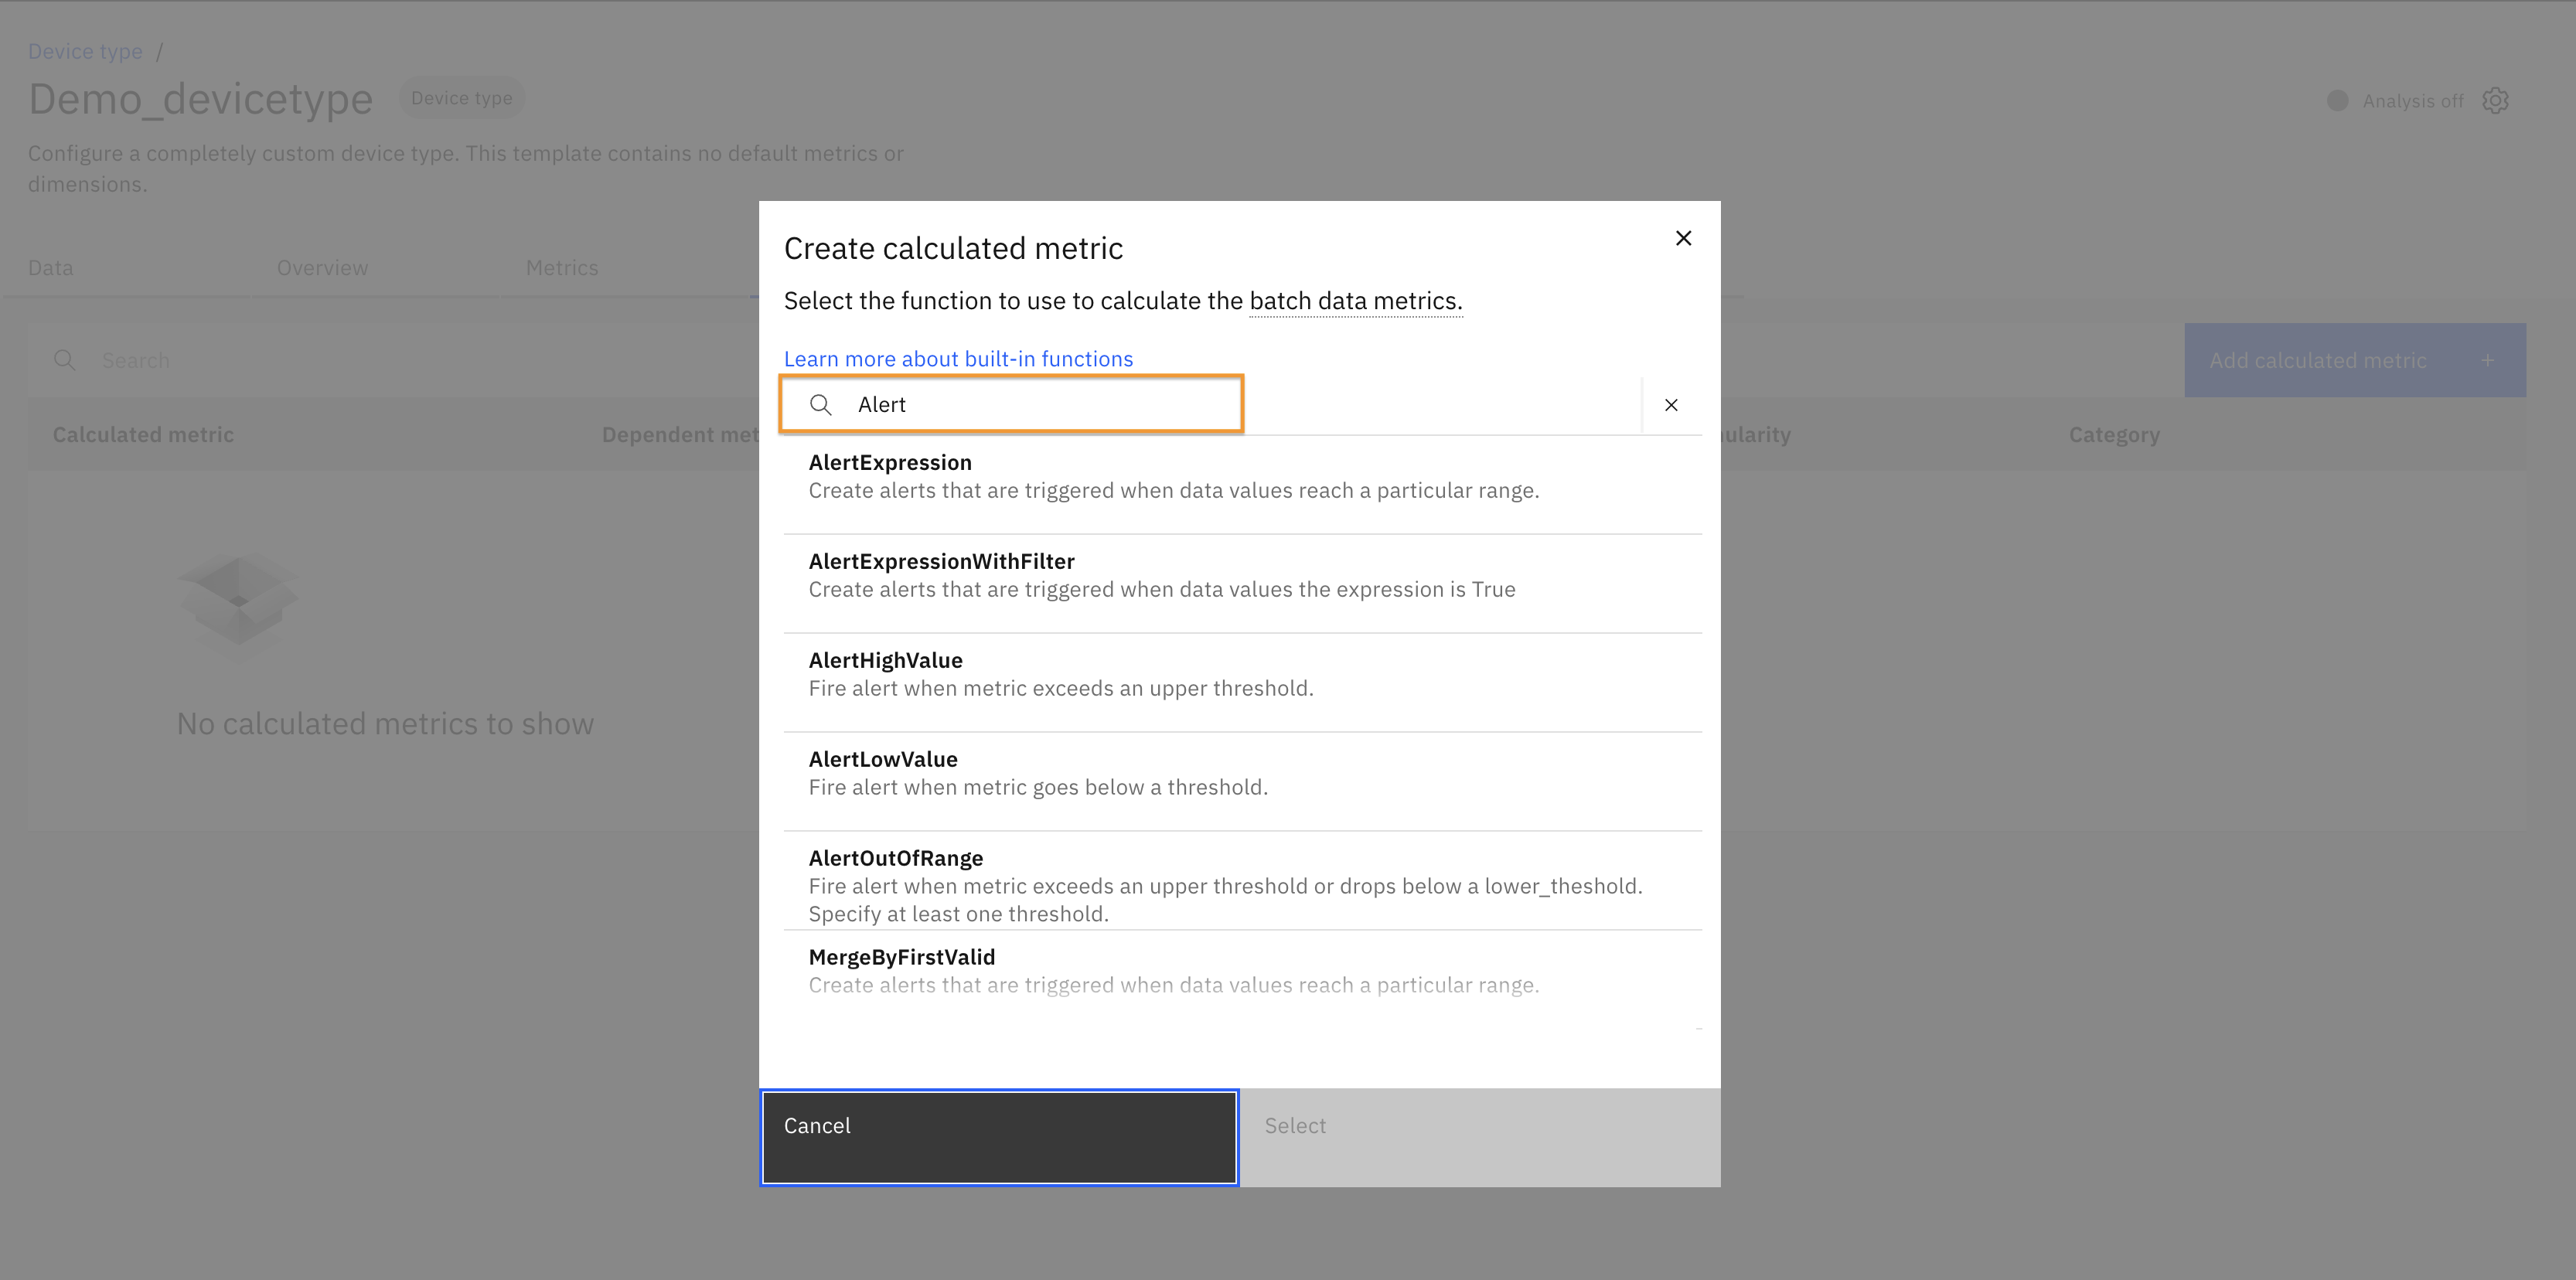 Device type /
Demo_devicetype Device type
Analysis off
Configure a completely custom device type. This template contains no default metrics or
dimensions.
Data Overview Metrics
Search
Add calculated metric +
Calculated metric Dependent met ularity Category
No calculated metrics to show
Create calculated metric
Select the function to use to calculate the batch data metrics.
Learn more about built-in functions
Alert
AlertExpression
Create alerts that are triggered when data values reach a particular range.
AlertExpressionWithFilter
Create alerts that are triggered when data values the expression is True
AlertHighValue
Fire alert when metric exceeds an upper threshold.
AlertLowValue
Fire alert when metric goes below a threshold.
AlertOutOfRange
Fire alert when metric exceeds an upper threshold or drops below a lower_theshold.
Specify at least one threshold.
MergeByFirstValid
Create alerts that are triggered when data values reach a particular range.
Cancel Select